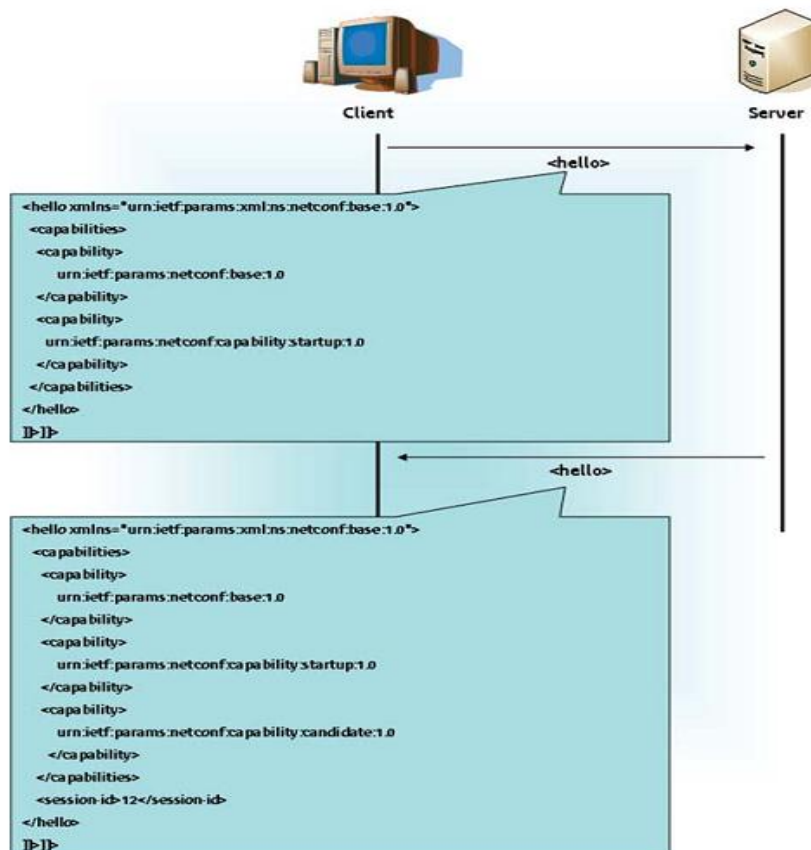 Client
Server
<hello>
<hello xmlns="urn:ietf:params:xml:ns:netconf:base:1.0">
<capabilities>
<capability>
urn:ietf:params:netconf:base:1.0
</capability>
<capability>
urn:ietf:params:netconf:capability:startup:1.0
</capability>
</capabilities>
</hello>
]]>]]>
<hello>
<hello xmlns="urn:ietf:params:xml:ns:netconf:base:1.0">
<capabilities>
<capability>
urn:ietf:params:netconf:base:1.0
</capability>
<capability>
urn:ietf:params:netconf:capability:startup:1.0
</capability>
<capability>
urn:ietf:params:netconf:capability:candidate:1.0
</capability>
</capabilities>
<session-id>12</session-id>
</hello>
]]>]]>